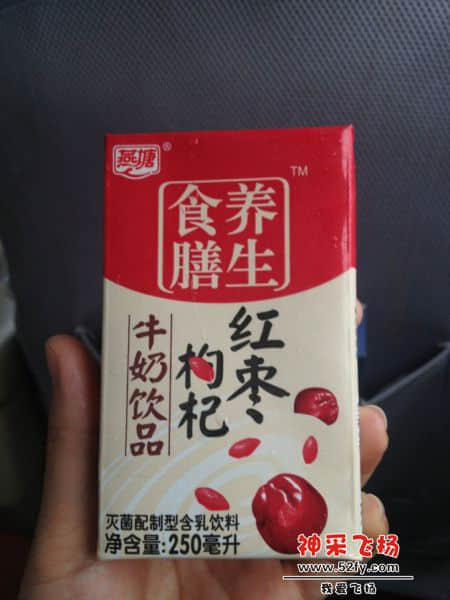 燕塘®
TM
养生
食膳
红枣
枸杞
牛奶饮品
灭菌配制型含乳饮料
净含量:250毫升
神采飞扬
www.52fy.com
我爱飞扬